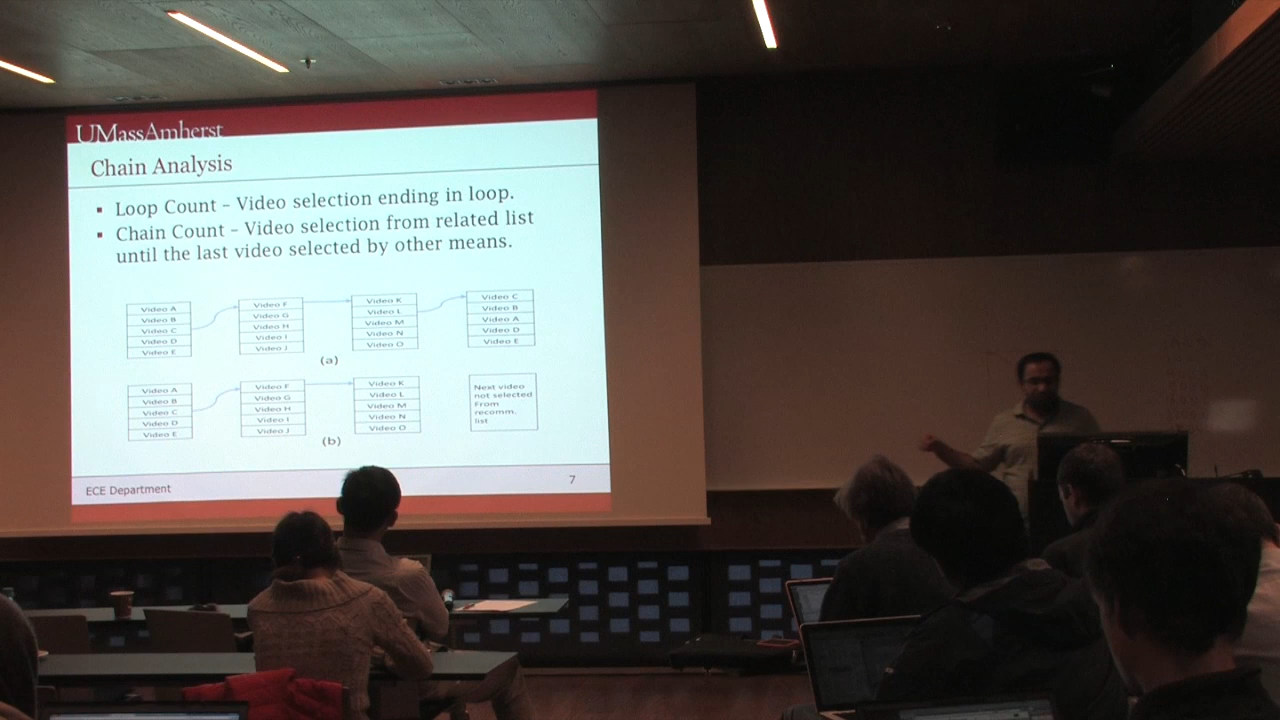 UMassAmherst
Chain Analysis
▪ Loop Count – Video selection ending in loop.
▪ Chain Count – Video selection from related list
until the last video selected by other means.
Video A
Video B
Video C
Video D
Video E
Video F
Video G
Video H
Video I
Video J
Video K
Video L
Video M
Video N
Video O
Video C
Video B
Video A
Video D
Video E
(a)
Video A
Video B
Video C
Video D
Video E
Video F
Video G
Video H
Video I
Video J
Video K
Video L
Video M
Video N
Video O
Next video
not selected
From
recomm.
list
(b)
ECE Department
7